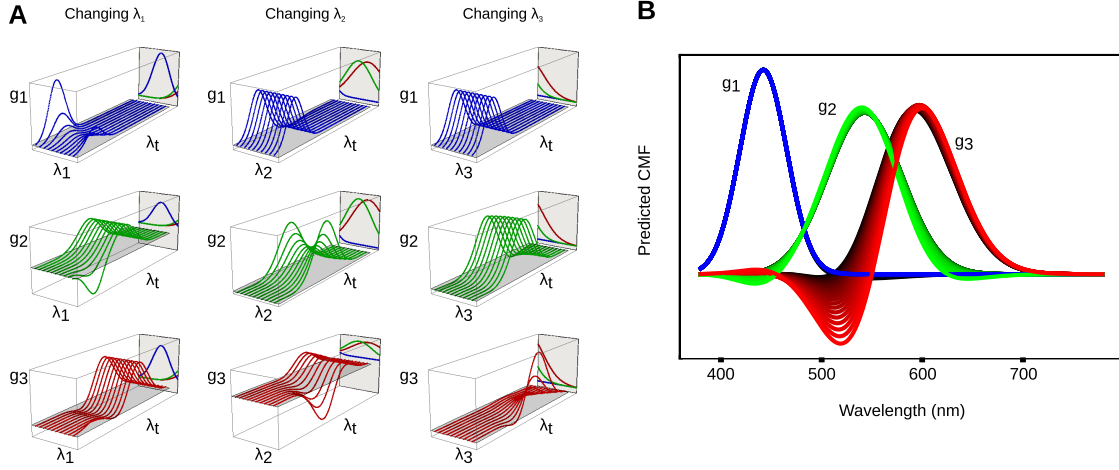 A
Changing λ1
Changing λ2
Changing λ3
g1
λt
λ1
g1
λt
λ2
g1
λt
λ3
g2
λt
λ1
g2
λt
λ2
g2
λt
λ3
g3
λt
λ1
g3
λt
λ2
g3
λt
λ3
B
Predicted CMF
g1
g2
g3
400 500 600 700
Wavelength (nm)